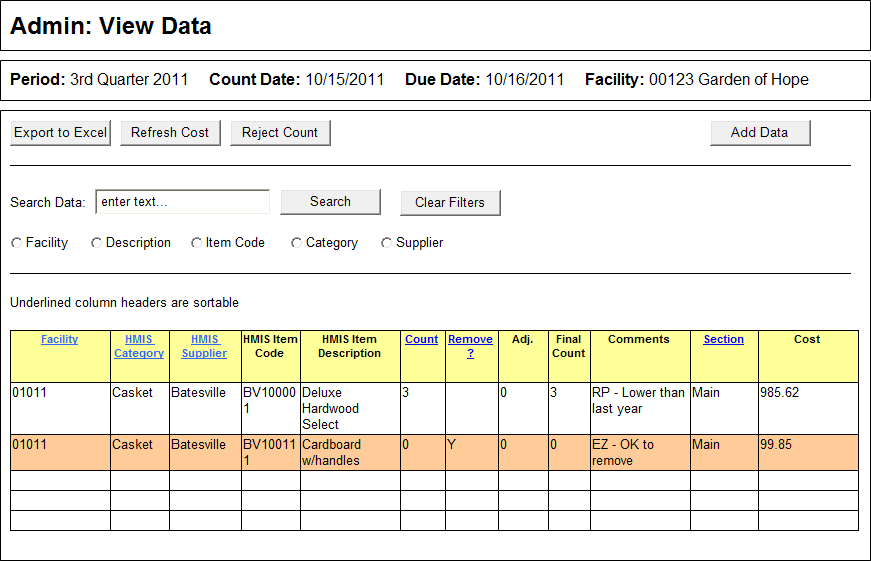 Admin: View Data
Period: 3rd Quarter 2011 Count Date: 10/15/2011 Due Date: 10/16/2011 Facility: 00123 Garden of Hope
Export to Excel Refresh Cost Reject Count Add Data
Search Data: enter text... Search Clear Filters
Facility Description Item Code Category Supplier
Underlined column headers are sortable
Facility HMIS HMIS HMIS Item HMIS Item Count Remove Adj. Final Comments Section Cost
Category Supplier Code Description ? Count
01011 Casket Batesville BV10000 Deluxe 3 0 3 RP - Lower than Main 985.62
1 Hardwood last year
Select
01011 Casket Batesville BV10011 Cardboard 0 Y 0 0 EZ - OK to Main 99.85
1 w/handles remove